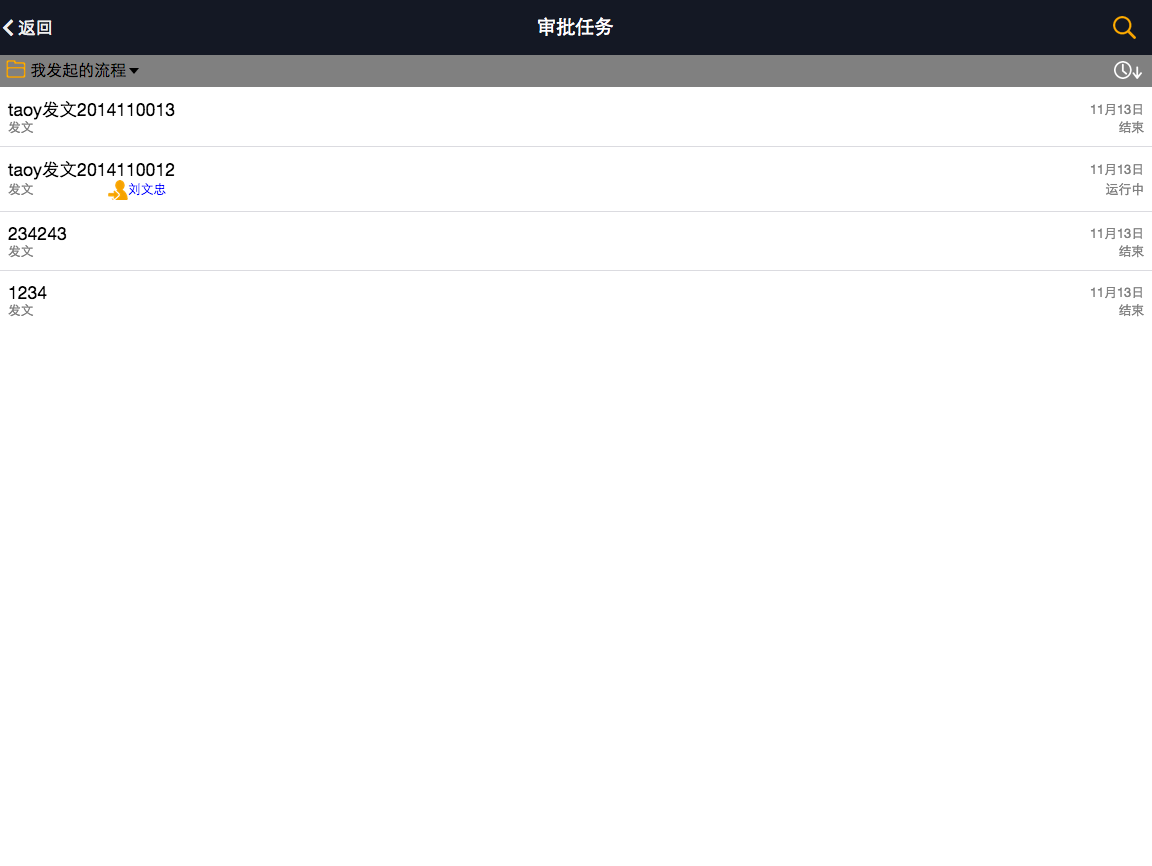 返回
审批任务
我发起的流程
taoy发文2014110013
11月13日
发文
结束
taoy发文2014110012
11月13日
发文
刘文忠
运行中
234243
11月13日
发文
结束
1234
11月13日
发文
结束